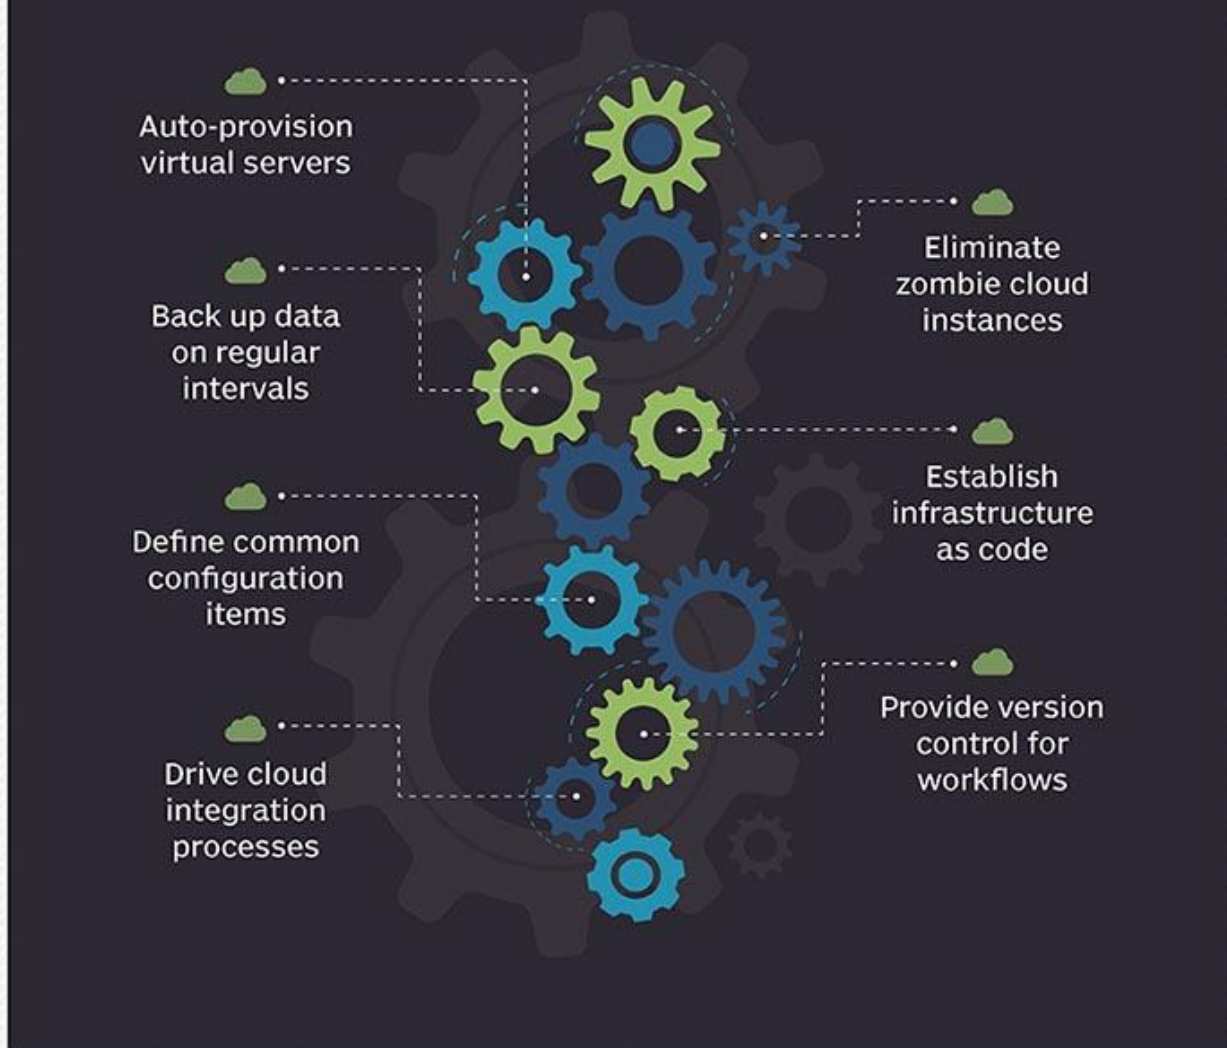 Auto-provision
virtual servers
Back up data
on regular
intervals
Define common
configuration
items
Drive cloud
integration
processes
Eliminate
zombie cloud
instances
Establish
infrastructure
as code
Provide version
control for
workflows